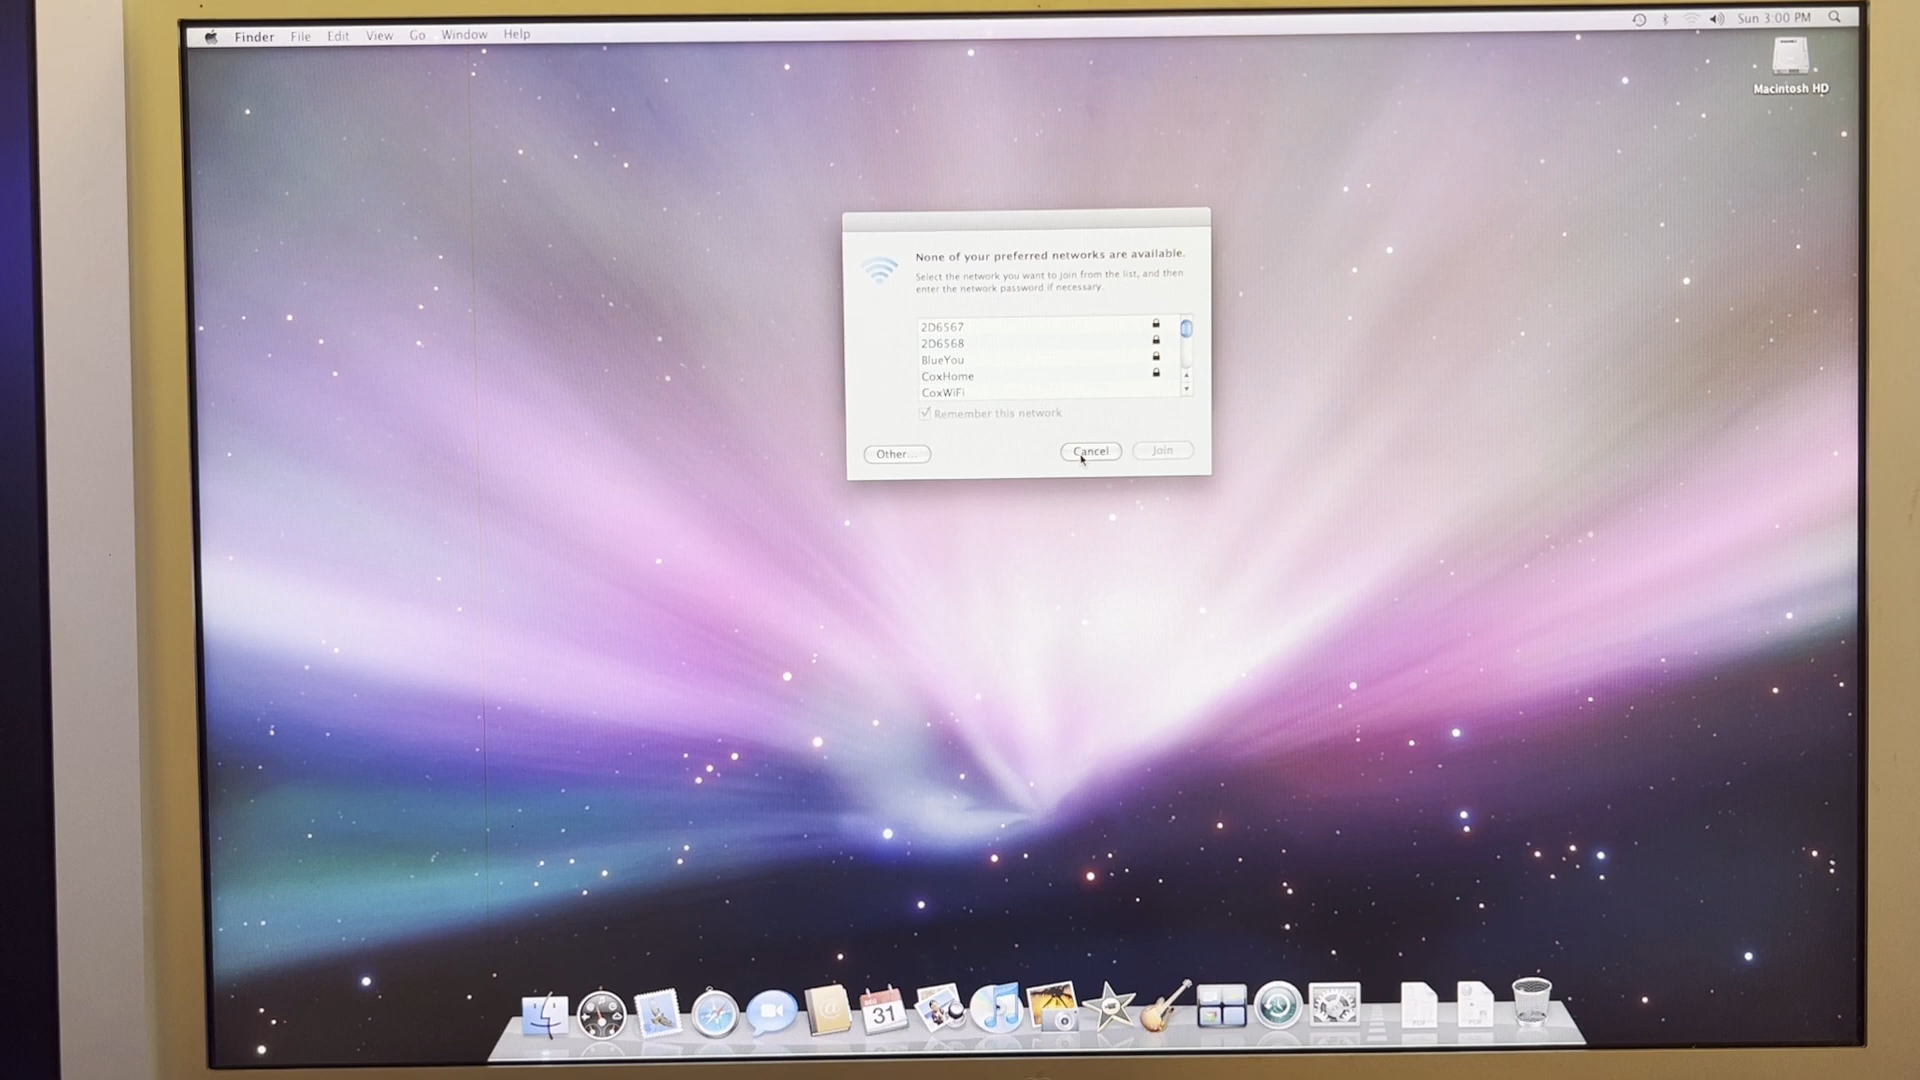 Finder File Edit View Go Window Help
Sun 3:00 PM
Macintosh HD
None of your preferred networks are available.
Select the network you want to join from the list, and then
enter the network password if necessary.
2D6567
2D6568
BlueYou
CoxHome
CoxWiFi
Remember this network
Other... Cancel Join
31
PDF